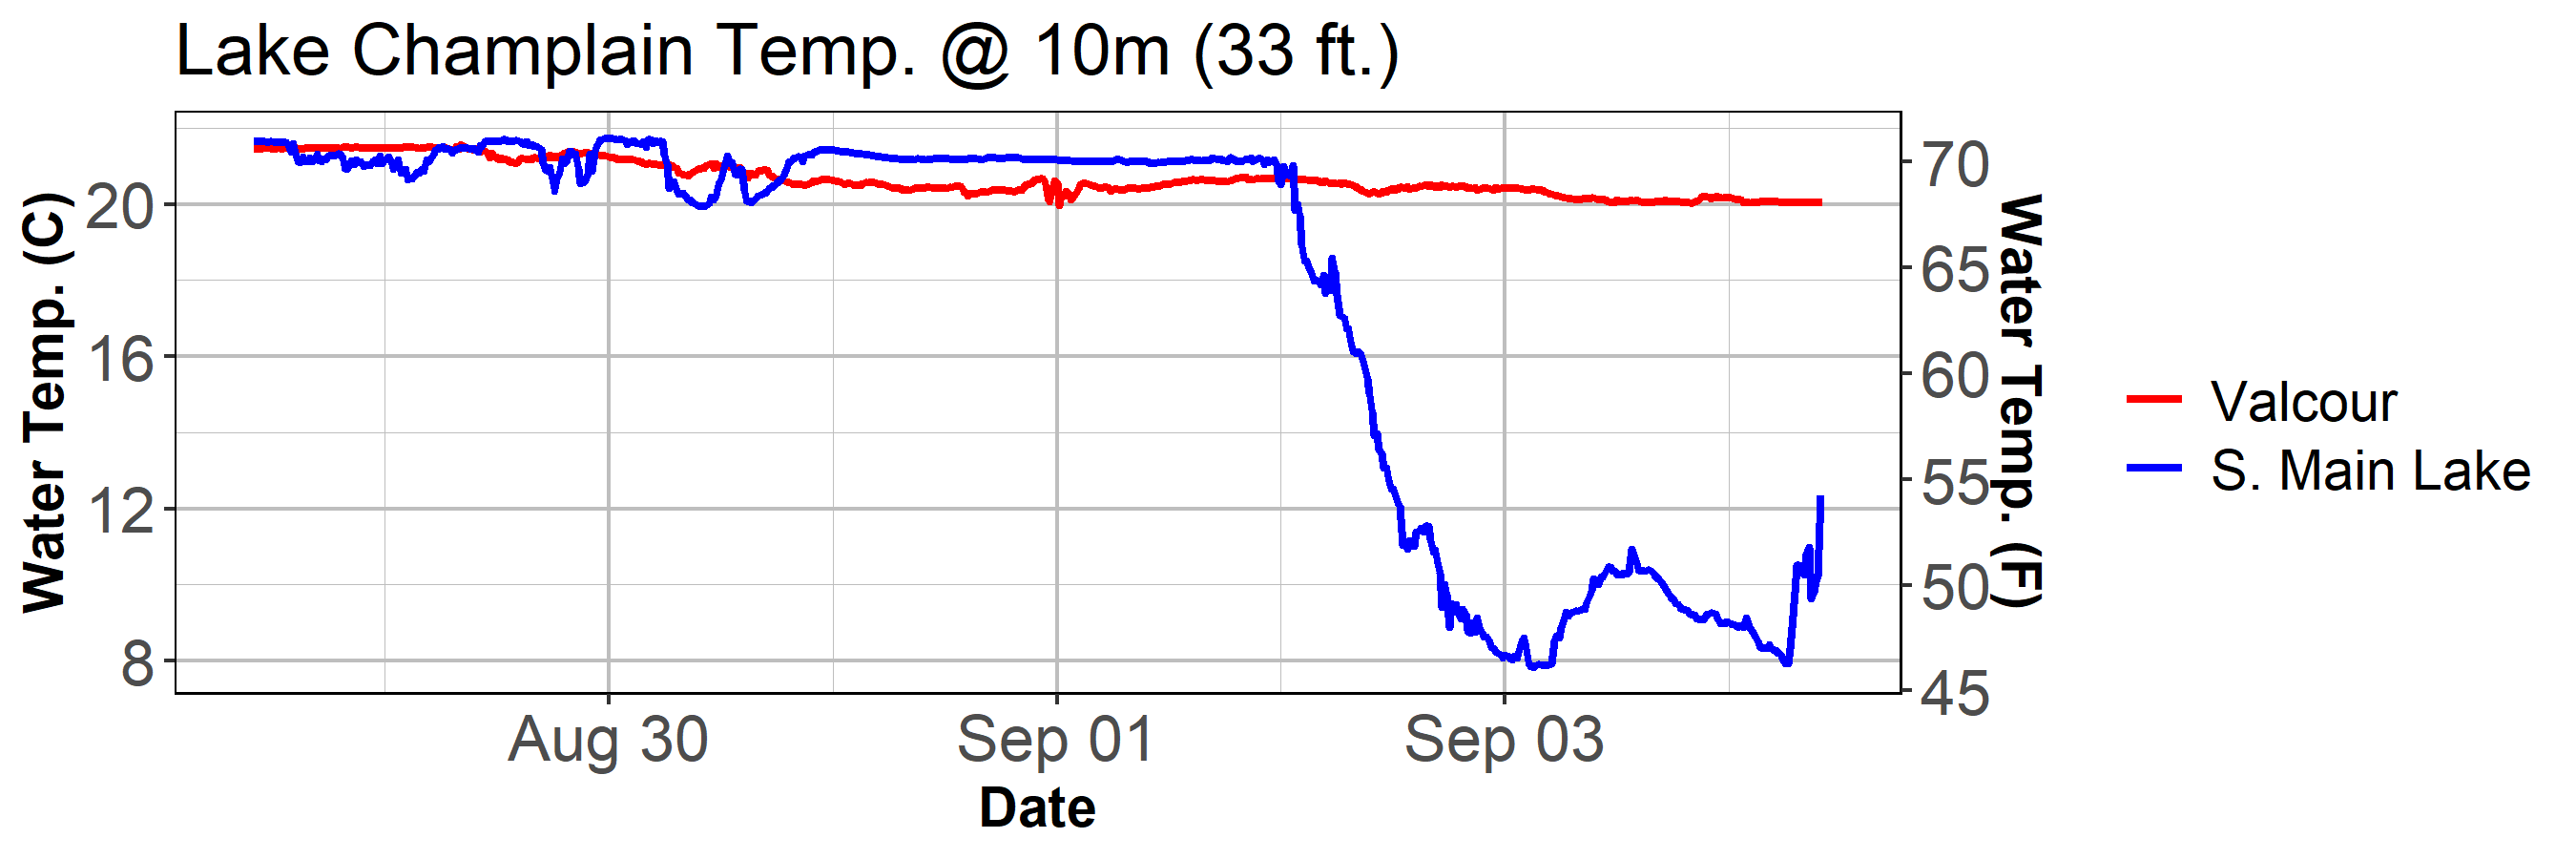 Lake Champlain Temp. @ 10m (33 ft.)
Water Temp. (C)
20
16
12
8
70
65
60
55
50
45
Water Temp. (F)
Aug 30
Sep 01
Sep 03
Date
Valcour
S. Main Lake